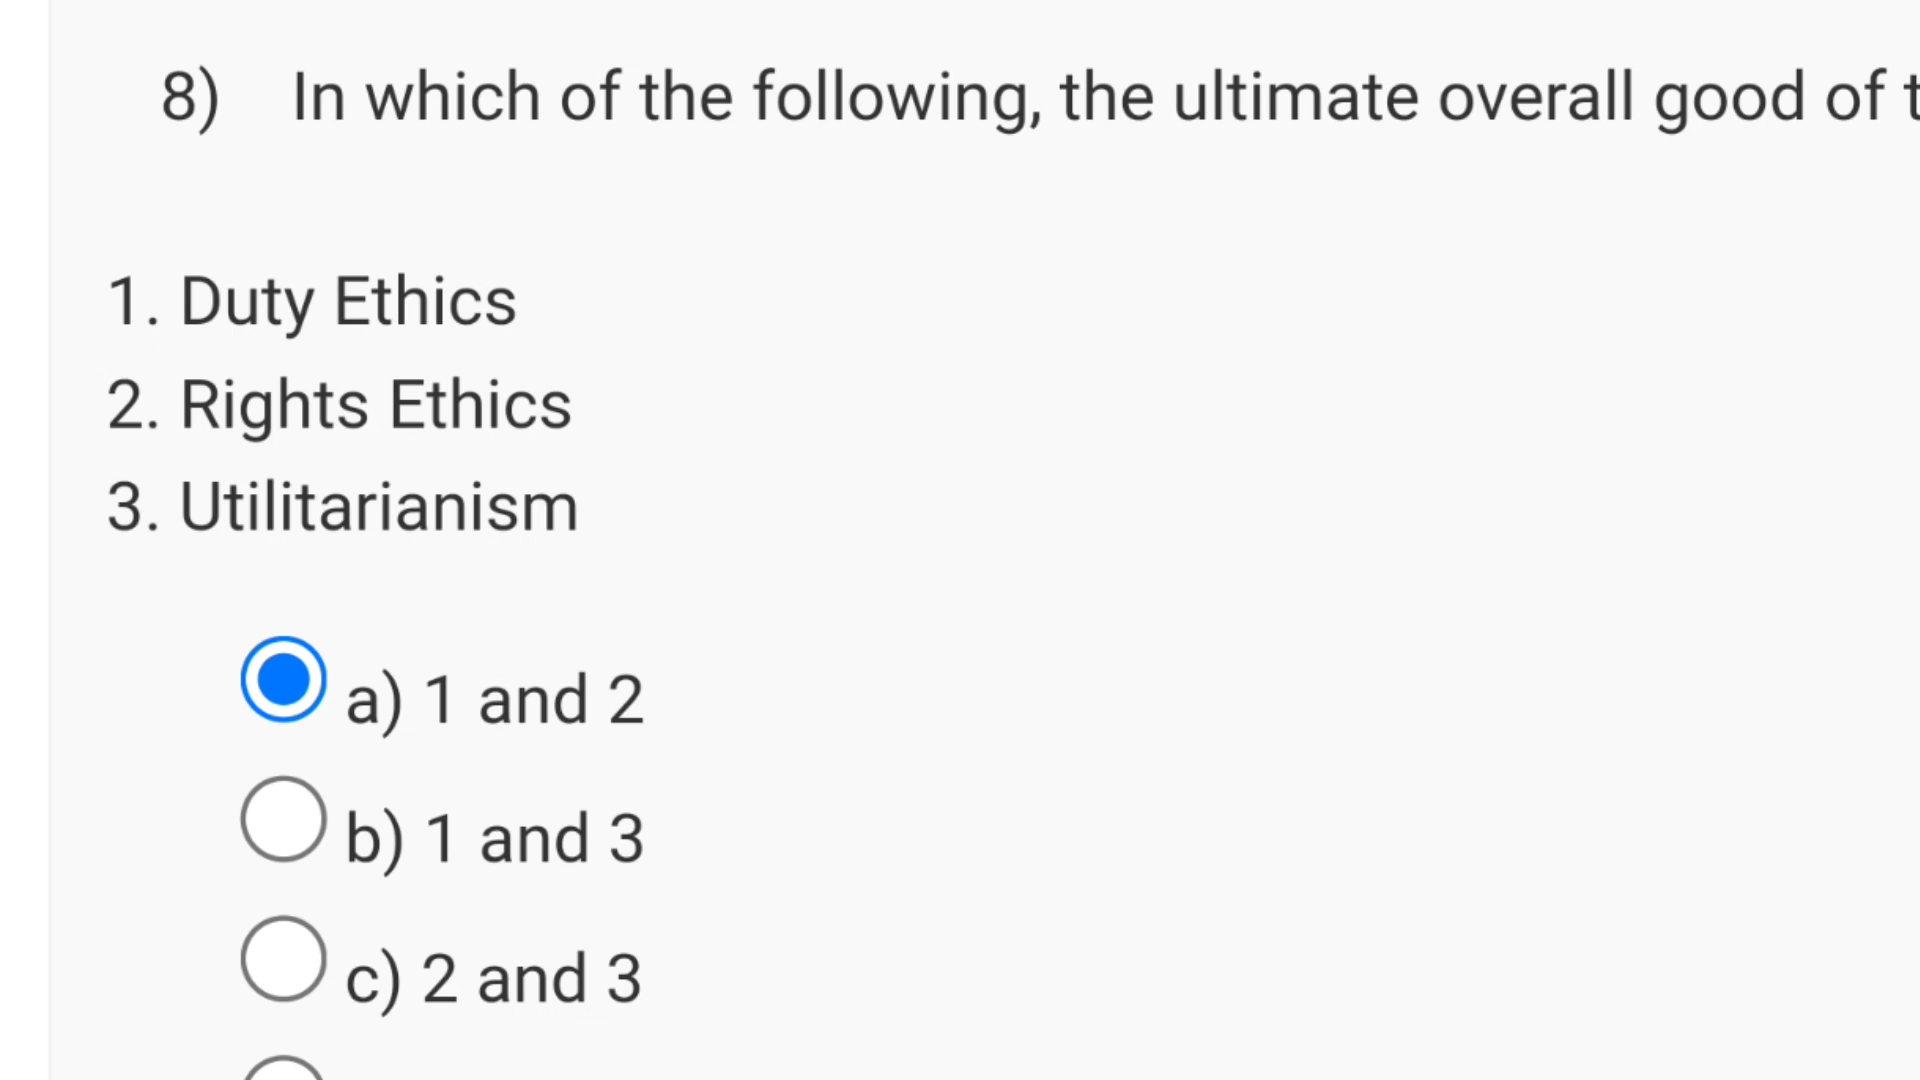 8) In which of the following, the ultimate overall good of
1. Duty Ethics
2. Rights Ethics
3. Utilitarianism
a) 1 and 2
b) 1 and 3
c) 2 and 3